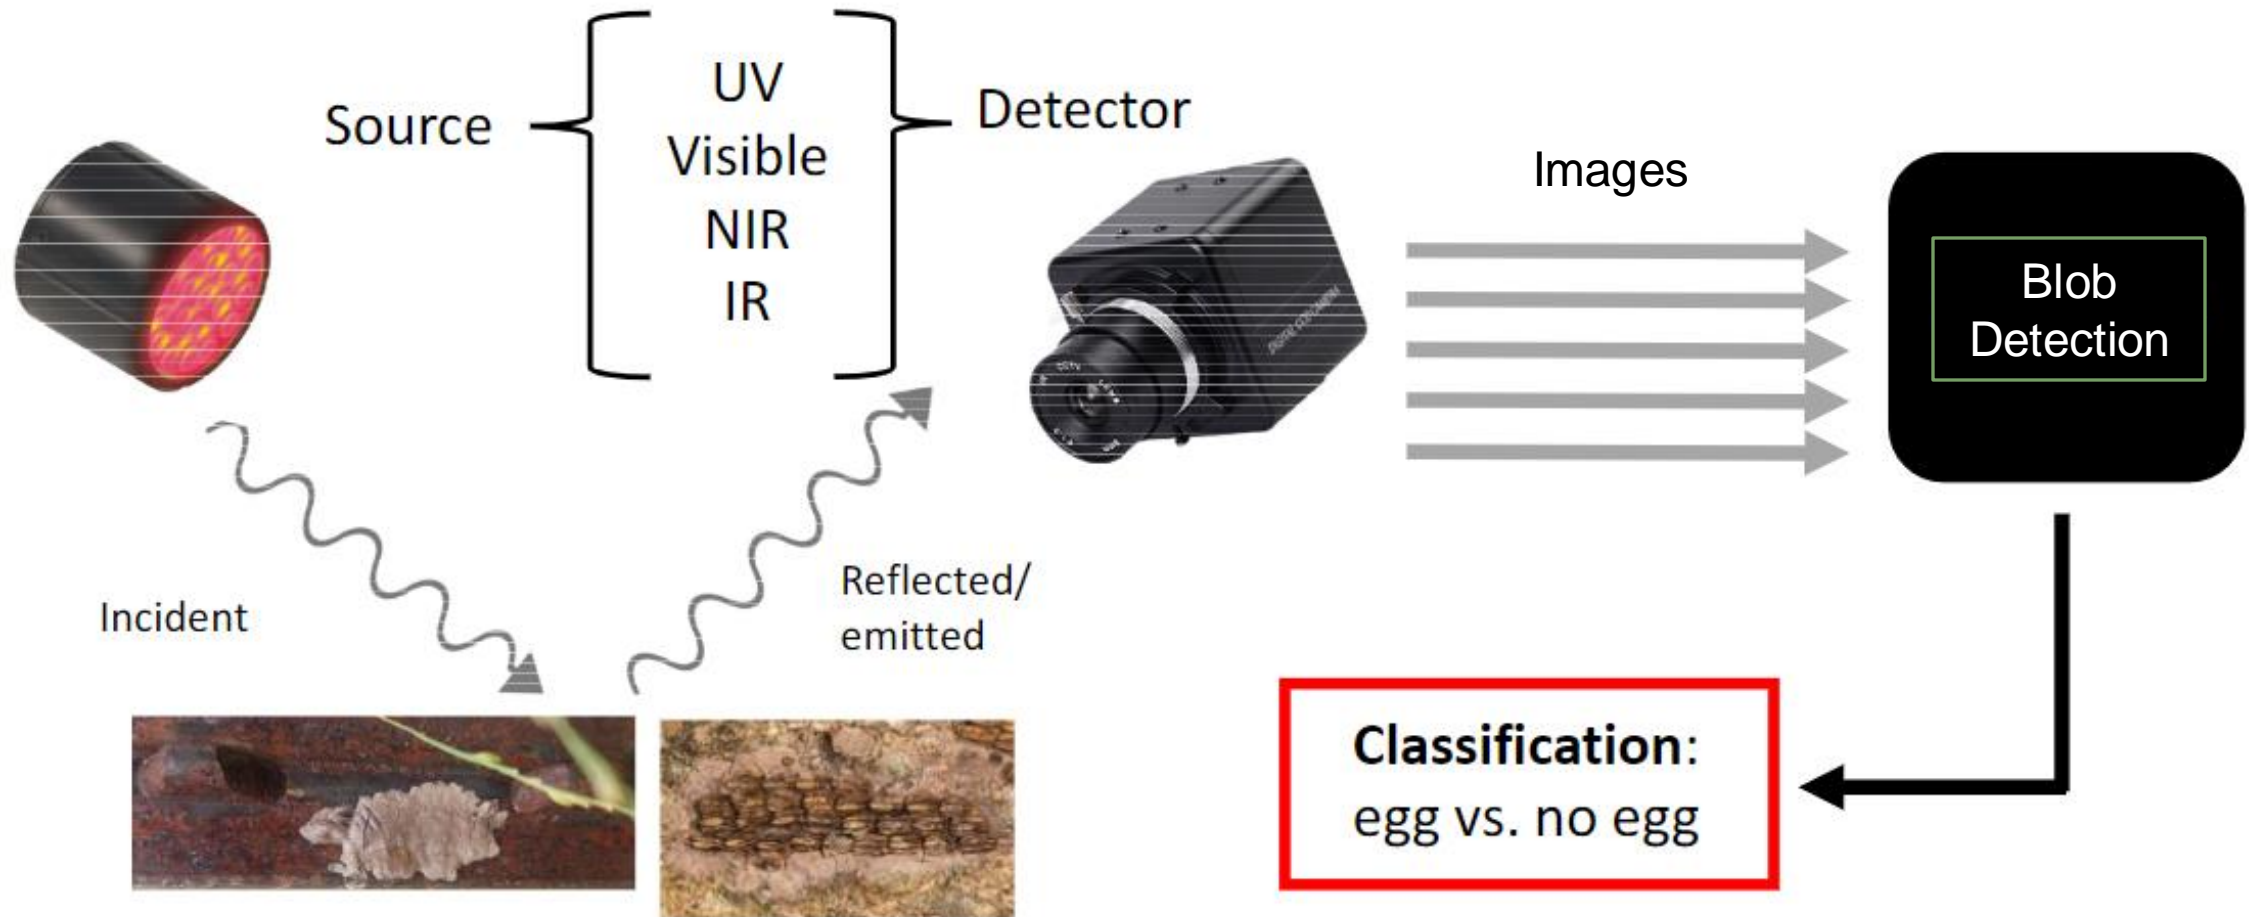 Source
UV
Visible
NIR
IR
Detector
Images
Blob
Detection
Incident
Reflected/
emitted
Classification:
egg vs. no egg